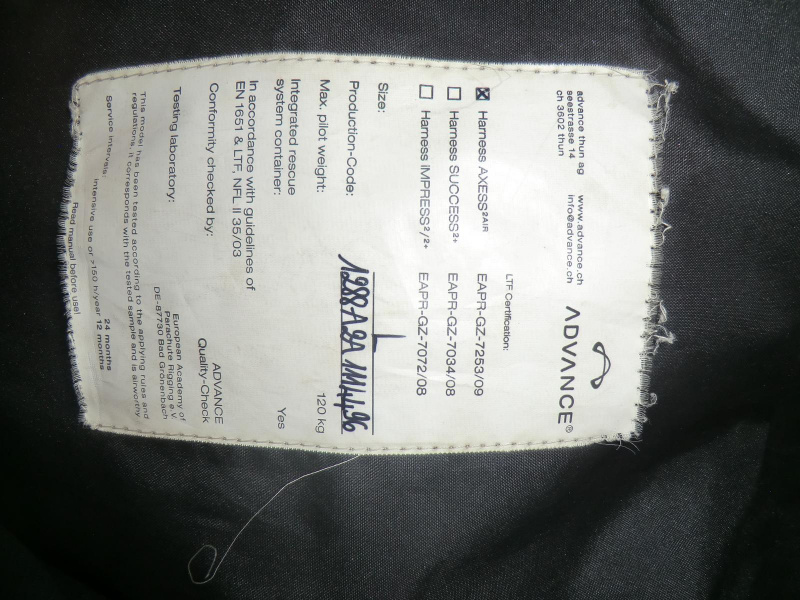 ADVANCE®
advance thun ag www.advance.ch
seestrasse 14 info@advance.ch
ch 3602 thun
LTF Certification:
☒ Harness AXESS²AIR EAPR-GZ-7253/09
☐ Harness SUCCESS²⁺ EAPR-GZ-7034/08
☐ Harness IMPRESS²/²⁺ EAPR-GZ-7072/08
Size: L
Production-Code:
Max. pilot weight: 120 kg
Integrated rescue
system container: Yes
In accordance with guidelines of
EN 1651 & LTF, NFL II 35/03
Conformity checked by: ADVANCE
Quality-Check
Testing laboratory: European Academy of
Parachute Rigging e.V.
DE-87730 Bad Grönenbach
This model has been tested according to the applying rules and
regulations, it corresponds with the tested sample and is airworthy
Service intervals: 24 months
intensive use or >150 h/year 12 months
Read manual before use!